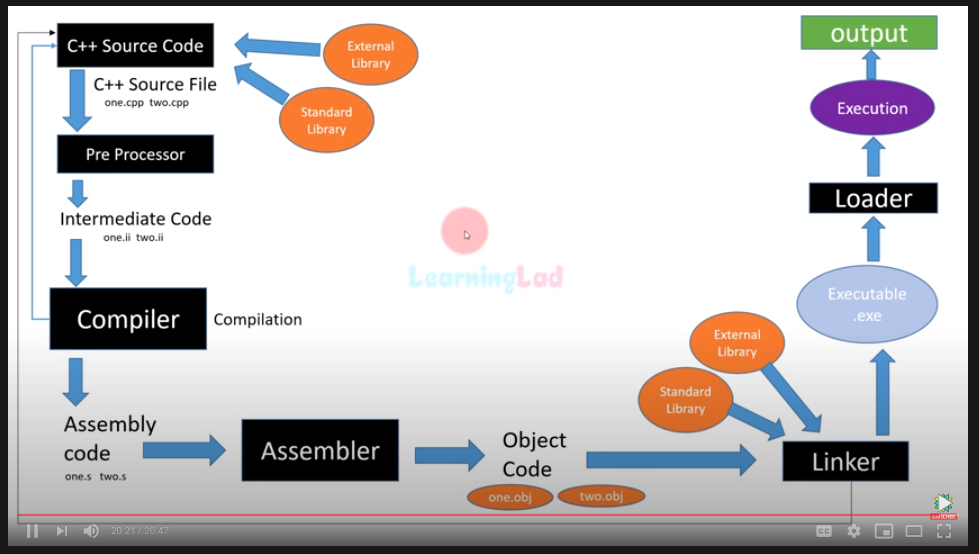 C++ Source Code
External
Library
C++ Source File
one.cpp two.cpp
Standard
Library
Pre Processor
Intermediate Code
one.ii two.ii
Compiler
Compilation
Assembly
code
one.s two.s
Assembler
Object
Code
one.obj
two.obj
External
Library
Standard
Library
Linker
Executable
.exe
Loader
Execution
output
LearningLad
20:21 / 20:47
CC